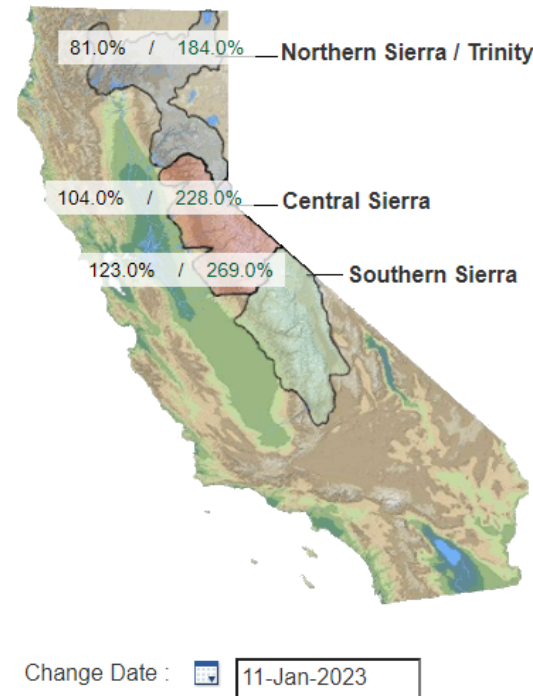 81.0% / 184.0% Northern Sierra / Trinity
104.0% / 228.0% Central Sierra
123.0% / 269.0% Southern Sierra
Change Date : 11-Jan-2023